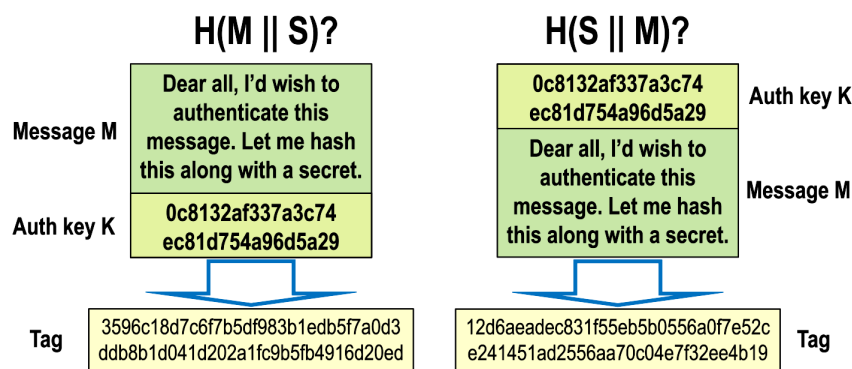 H(M || S)?
Message M
Dear all, I'd wish to
authenticate this
message. Let me hash
this along with a secret.
Auth key K
0c8132af337a3c74
ec81d754a96d5a29
Tag
3596c18d7c6f7b5df983b1edb5f7a0d3
ddb8b1d041d202a1fc9b5fb4916d20ed
H(S || M)?
0c8132af337a3c74
ec81d754a96d5a29
Auth key K
Dear all, I'd wish to
authenticate this
message. Let me hash
this along with a secret.
Message M
12d6aeadec831f55eb5b0556a0f7e52c
e241451ad2556aa70c04e7f32ee4b19
Tag